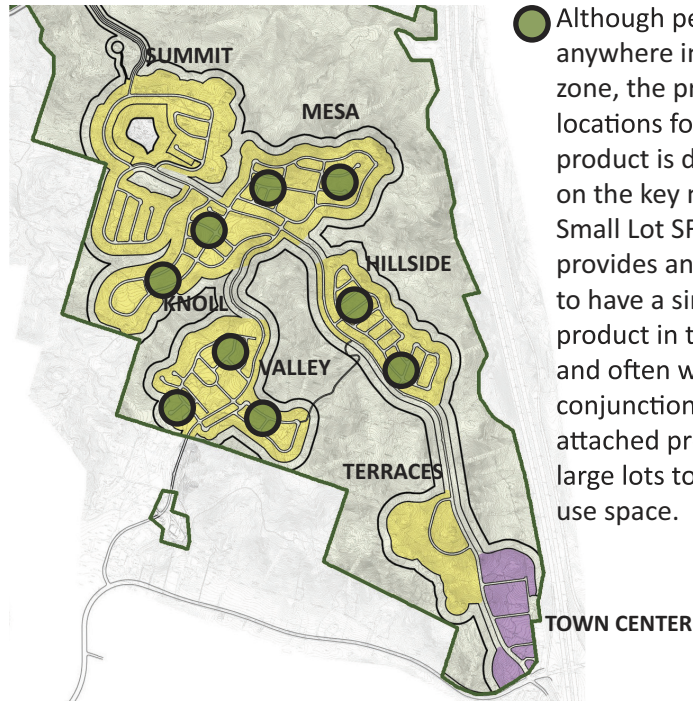 SUMMIT
MESA
HILLSIDE
KNOLL
VALLEY
TERRACES
TOWN CENTER
Although pe
anywhere in
zone, the pr
locations fo
product is d
on the key
Small Lot
provides an
to have a
product in t
and often w
conjunction
attached pr
large lots to
use space.